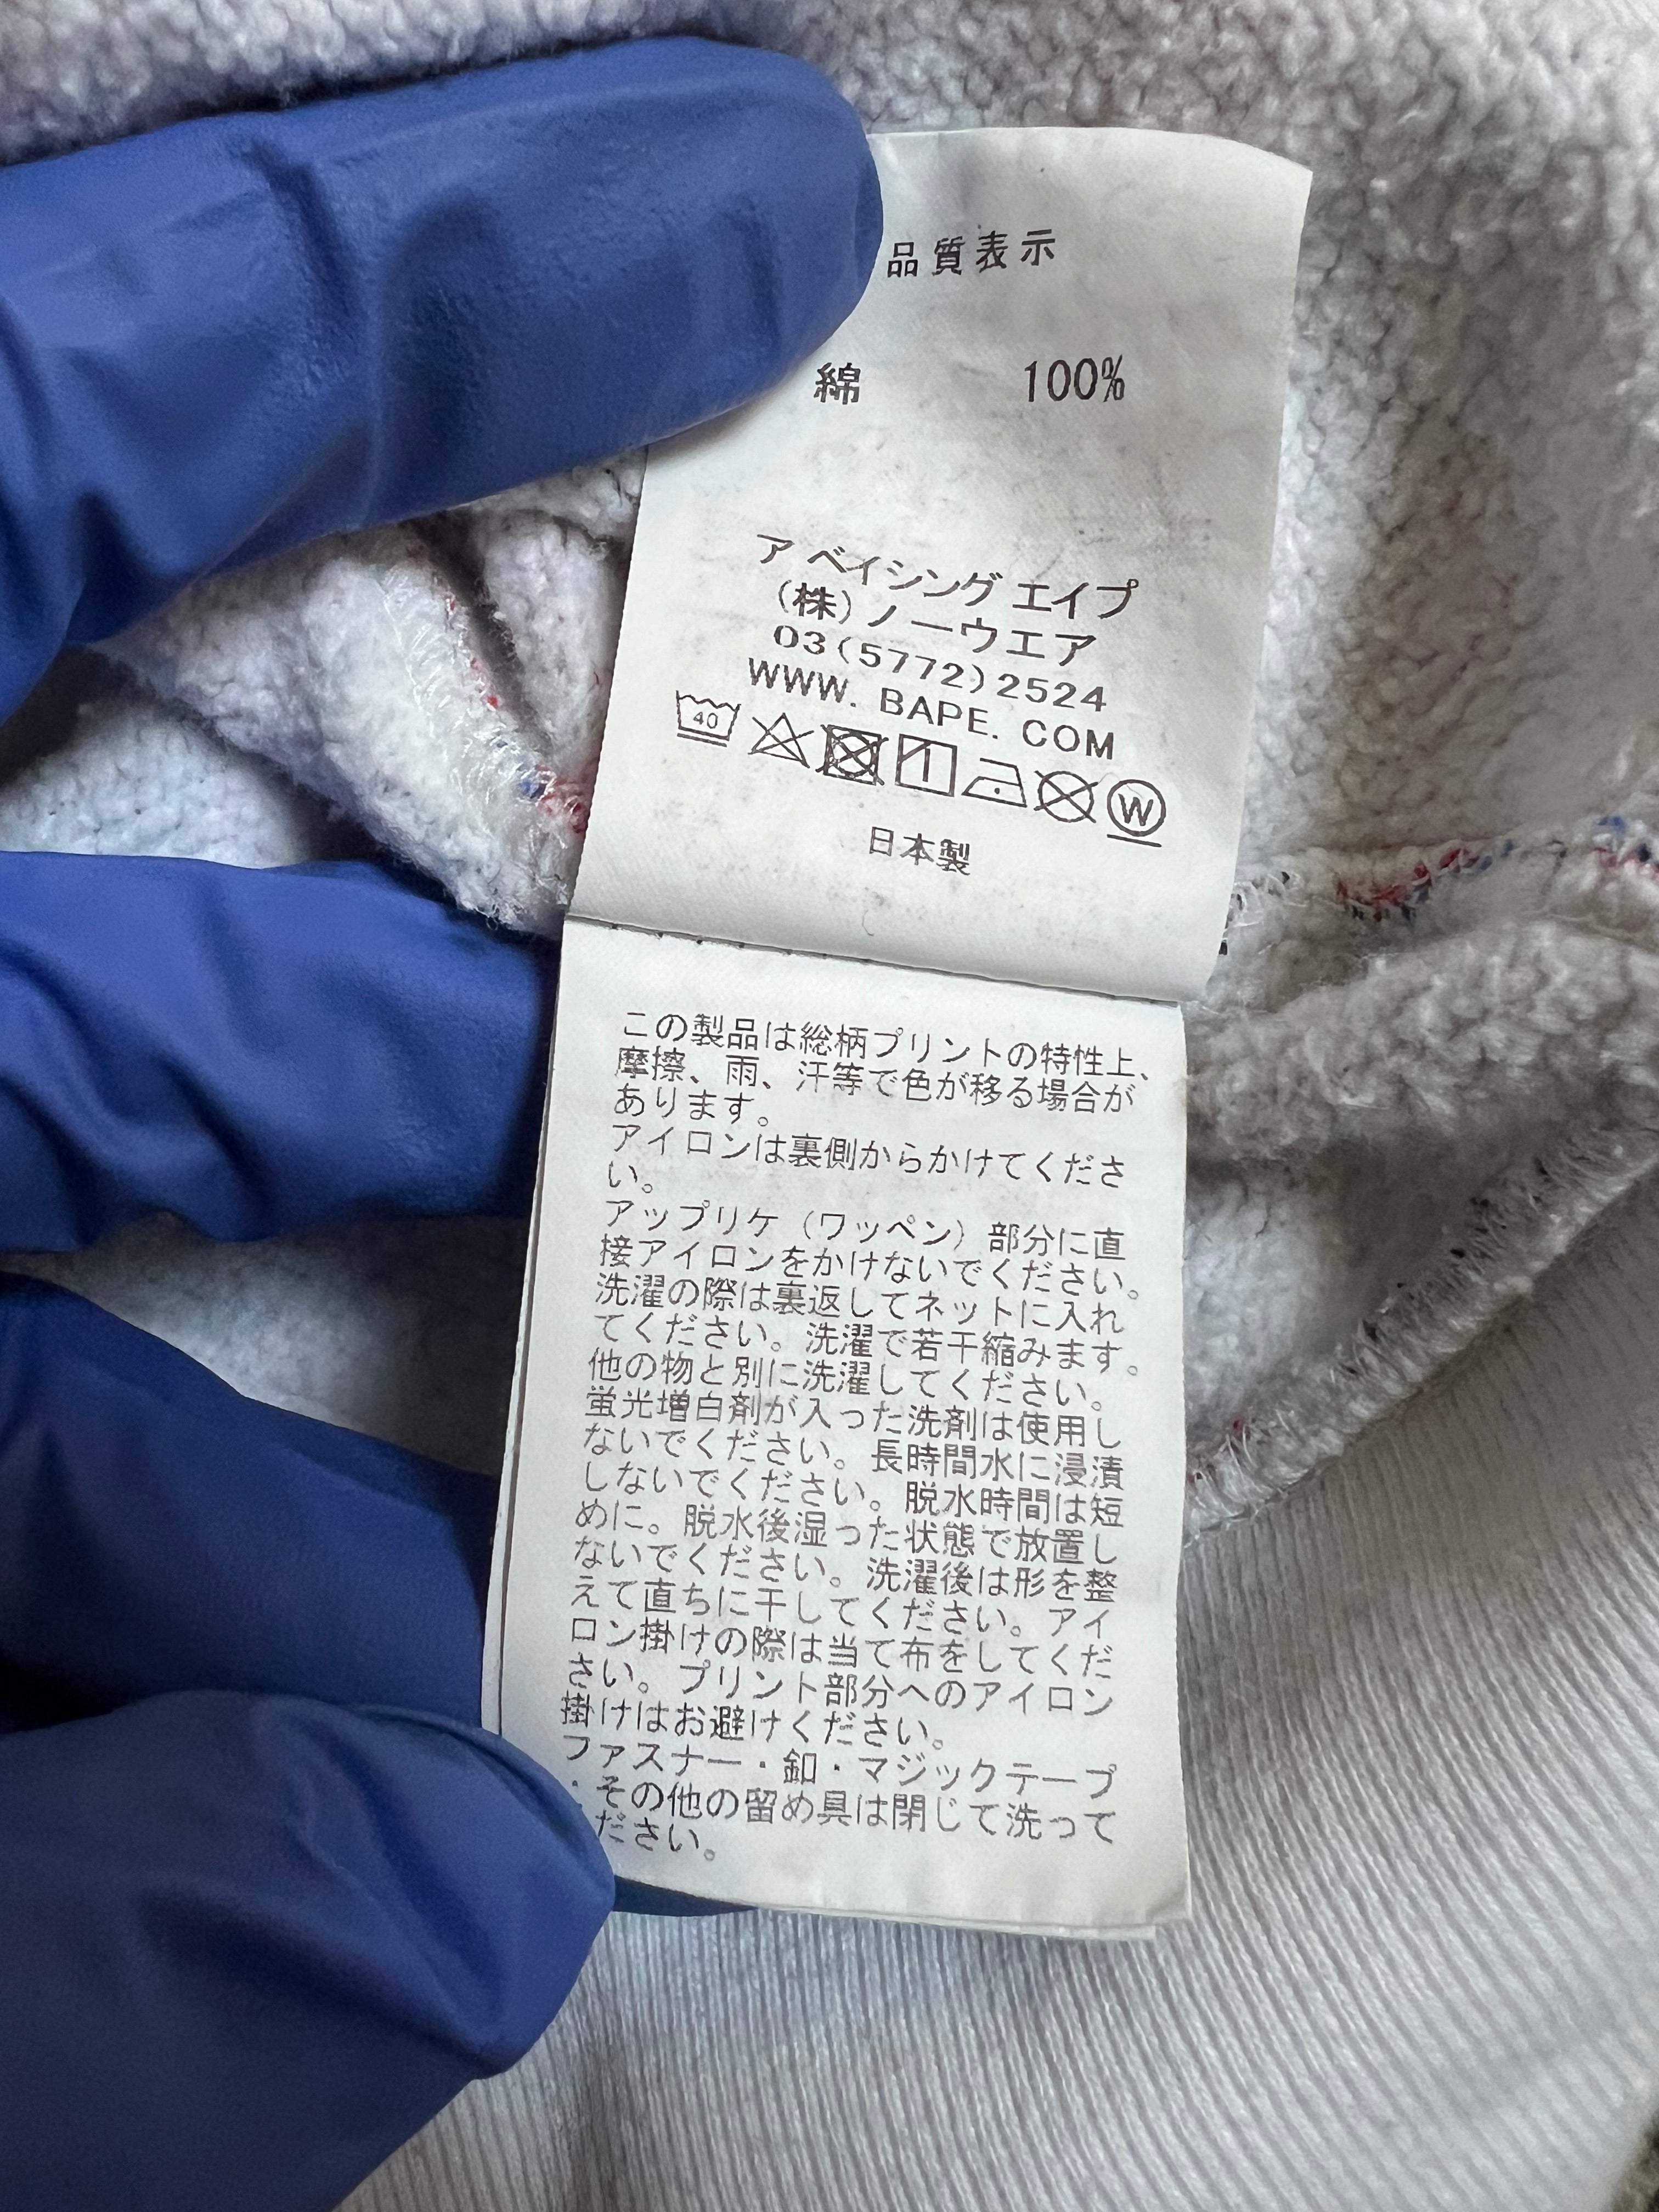 品質表示
綿 100%
ア ベイシング エイプ
(株)ノーウエア
03(5772)2524
WWW. BAPE. COM
40
W
日本製
この製品は総柄プリントの特性上、
摩擦、雨、汗等で色が移る場合が
あります。
アイロンは裏側からかけてくださ
い。
アップリケ（ワッペン）部分に直
接アイロンをかけないでください。
洗濯の際は裏返してネットに入れ
てください。洗濯で若干縮みます。
他の物と別に洗濯してください。
蛍光増白剤が入った洗剤は使用し
ないでください。長時間水に浸漬
しないでください。脱水時間は短
めに。脱水後湿った状態で放置し
ないでください。洗濯後は形を整
えて直ちに干してください。アイ
ロン掛けの際は当て布をしてくだ
さい。プリント部分へのアイロン
掛けはお避けください。
ファスナー・釦・マジックテープ
・その他の留め具は閉じて洗って
ください。